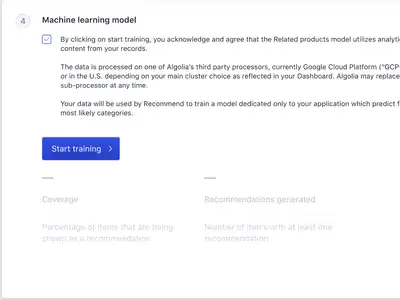 4
Machine learning model
By clicking on start training, you acknowledge and agree that the Related products model utilizes
content from your records.
The data is processed on one of Algolia's third party processors, currently Google Cloud Platform ("GCP
or in the U.S. depending on your main cluster choice as reflected in your Dashboard. Algolia may replace
sub-processor at any time.
Your data will be used by Recommend to train a model dedicated only to your application which predict
most likely categories.
Start training
Coverage
Recommendations generated
Percentage of items that are being
Number of items with at least one
shown as a recommendation
recommendation